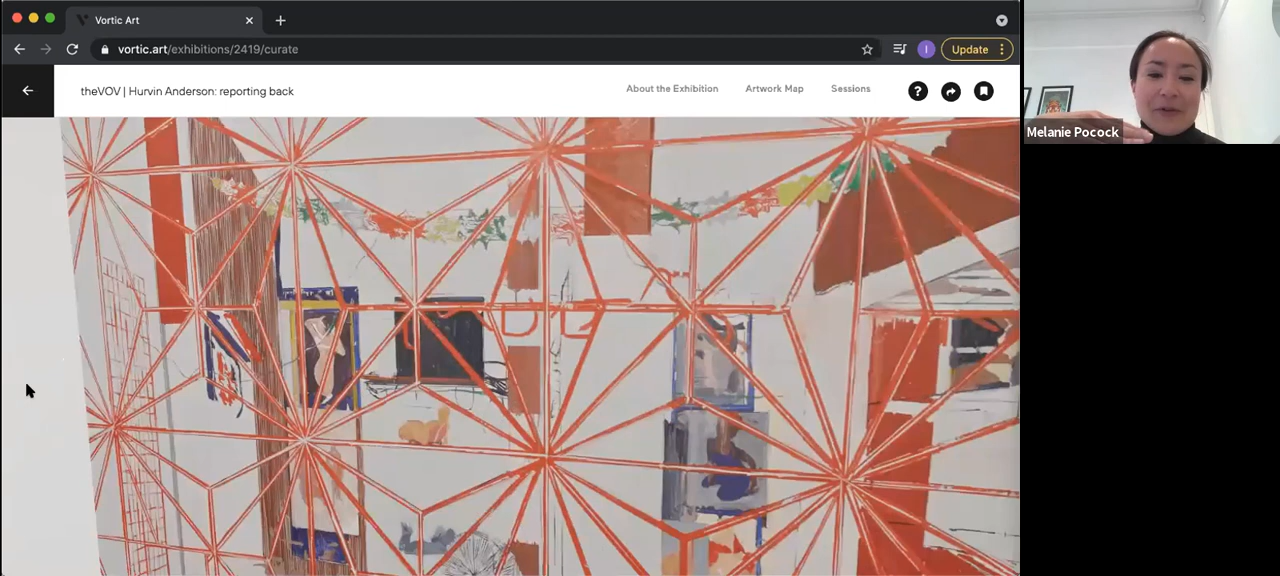 Vortic Art
vortic.art/exhibitions/2419/curate
I
Update
theVOV | Hurvin Anderson: reporting back
About the Exhibition
Artwork Map
Sessions
?
Melanie Pocock